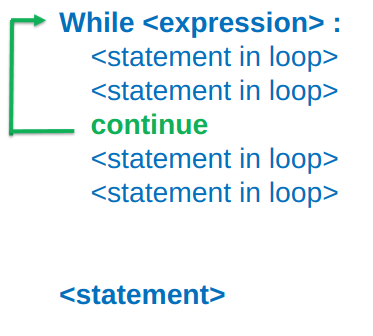 While <expression> :
<statement in loop>
<statement in loop>
continue
<statement in loop>
<statement in loop>
<statement>